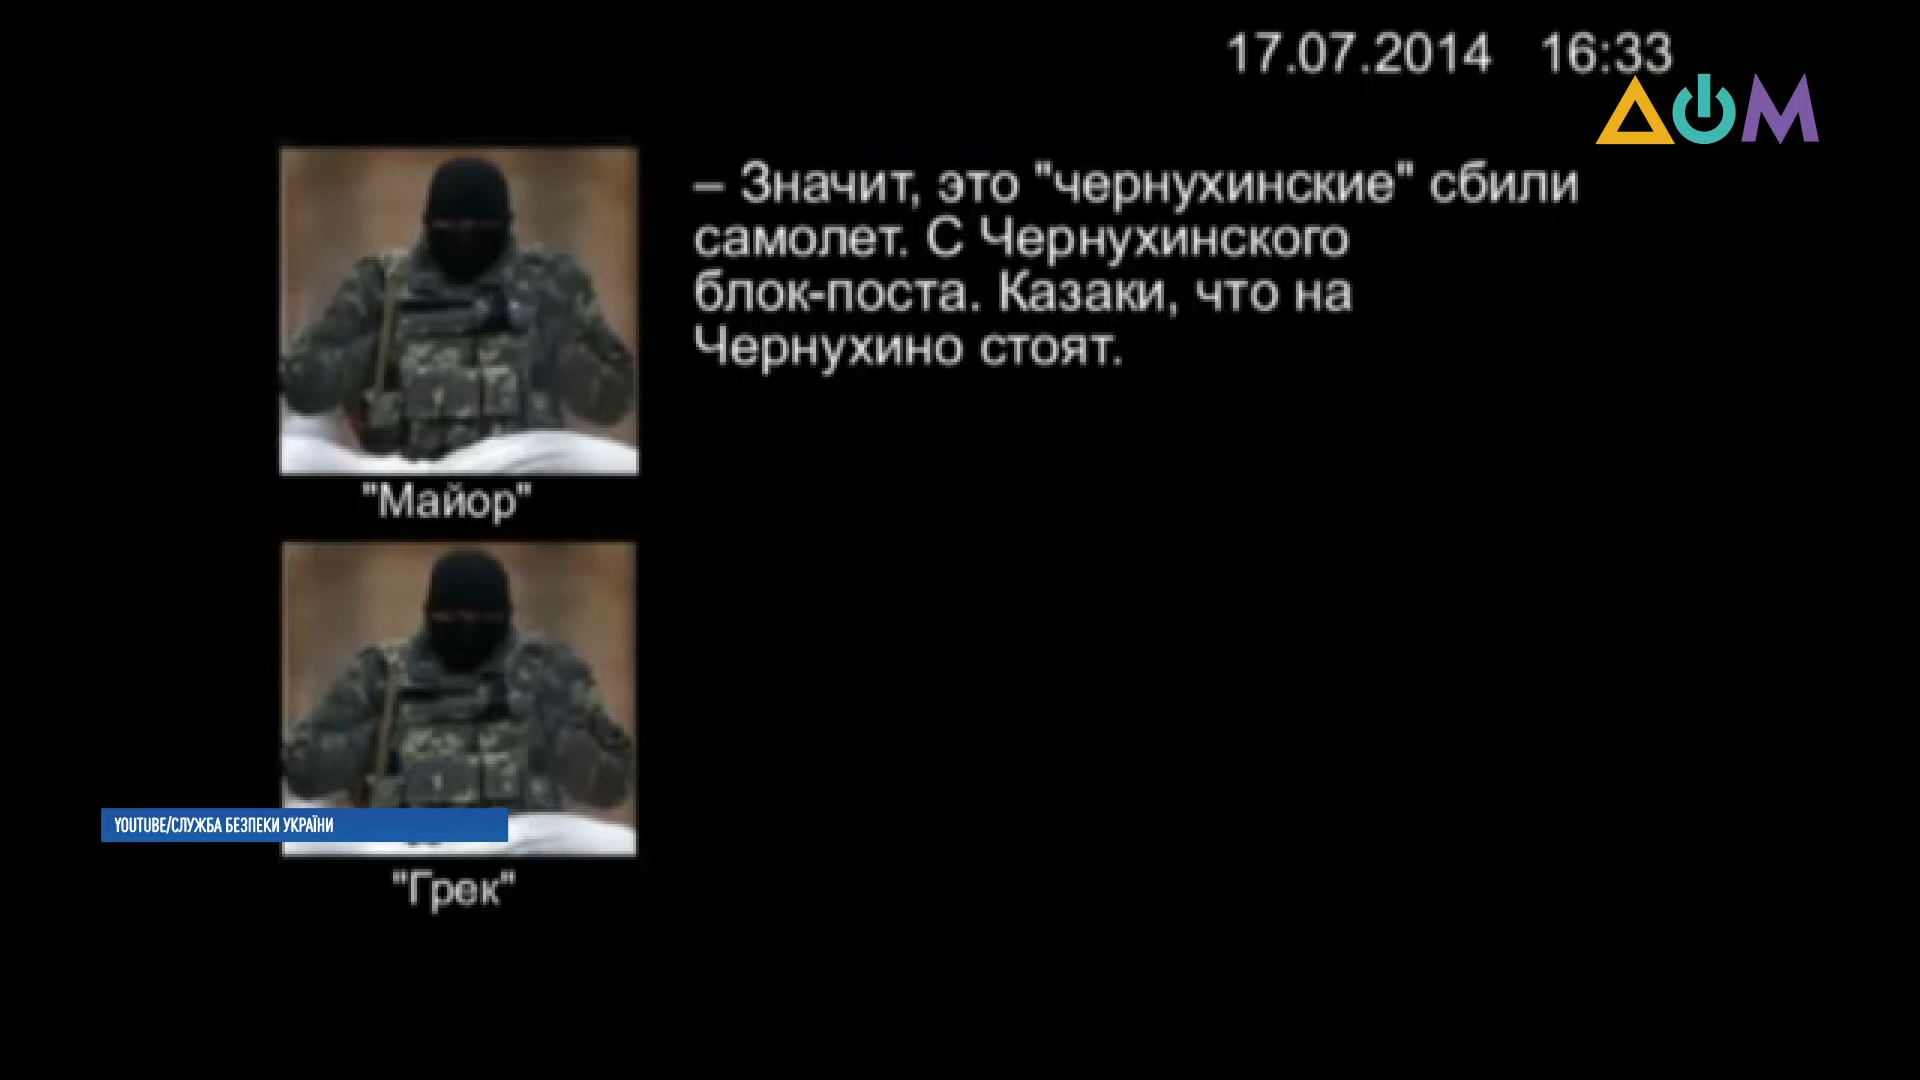 17.07.2014 16:33
ДОМ
– Значит, это "чернухинские" сбили
самолет. С Чернухинского
блок-поста. Казаки, что на
Чернухино стоят.
"Майор"
YOUTUBE/СЛУЖБА БЕЗПЕКИ УКРАЇНИ
"Грек"